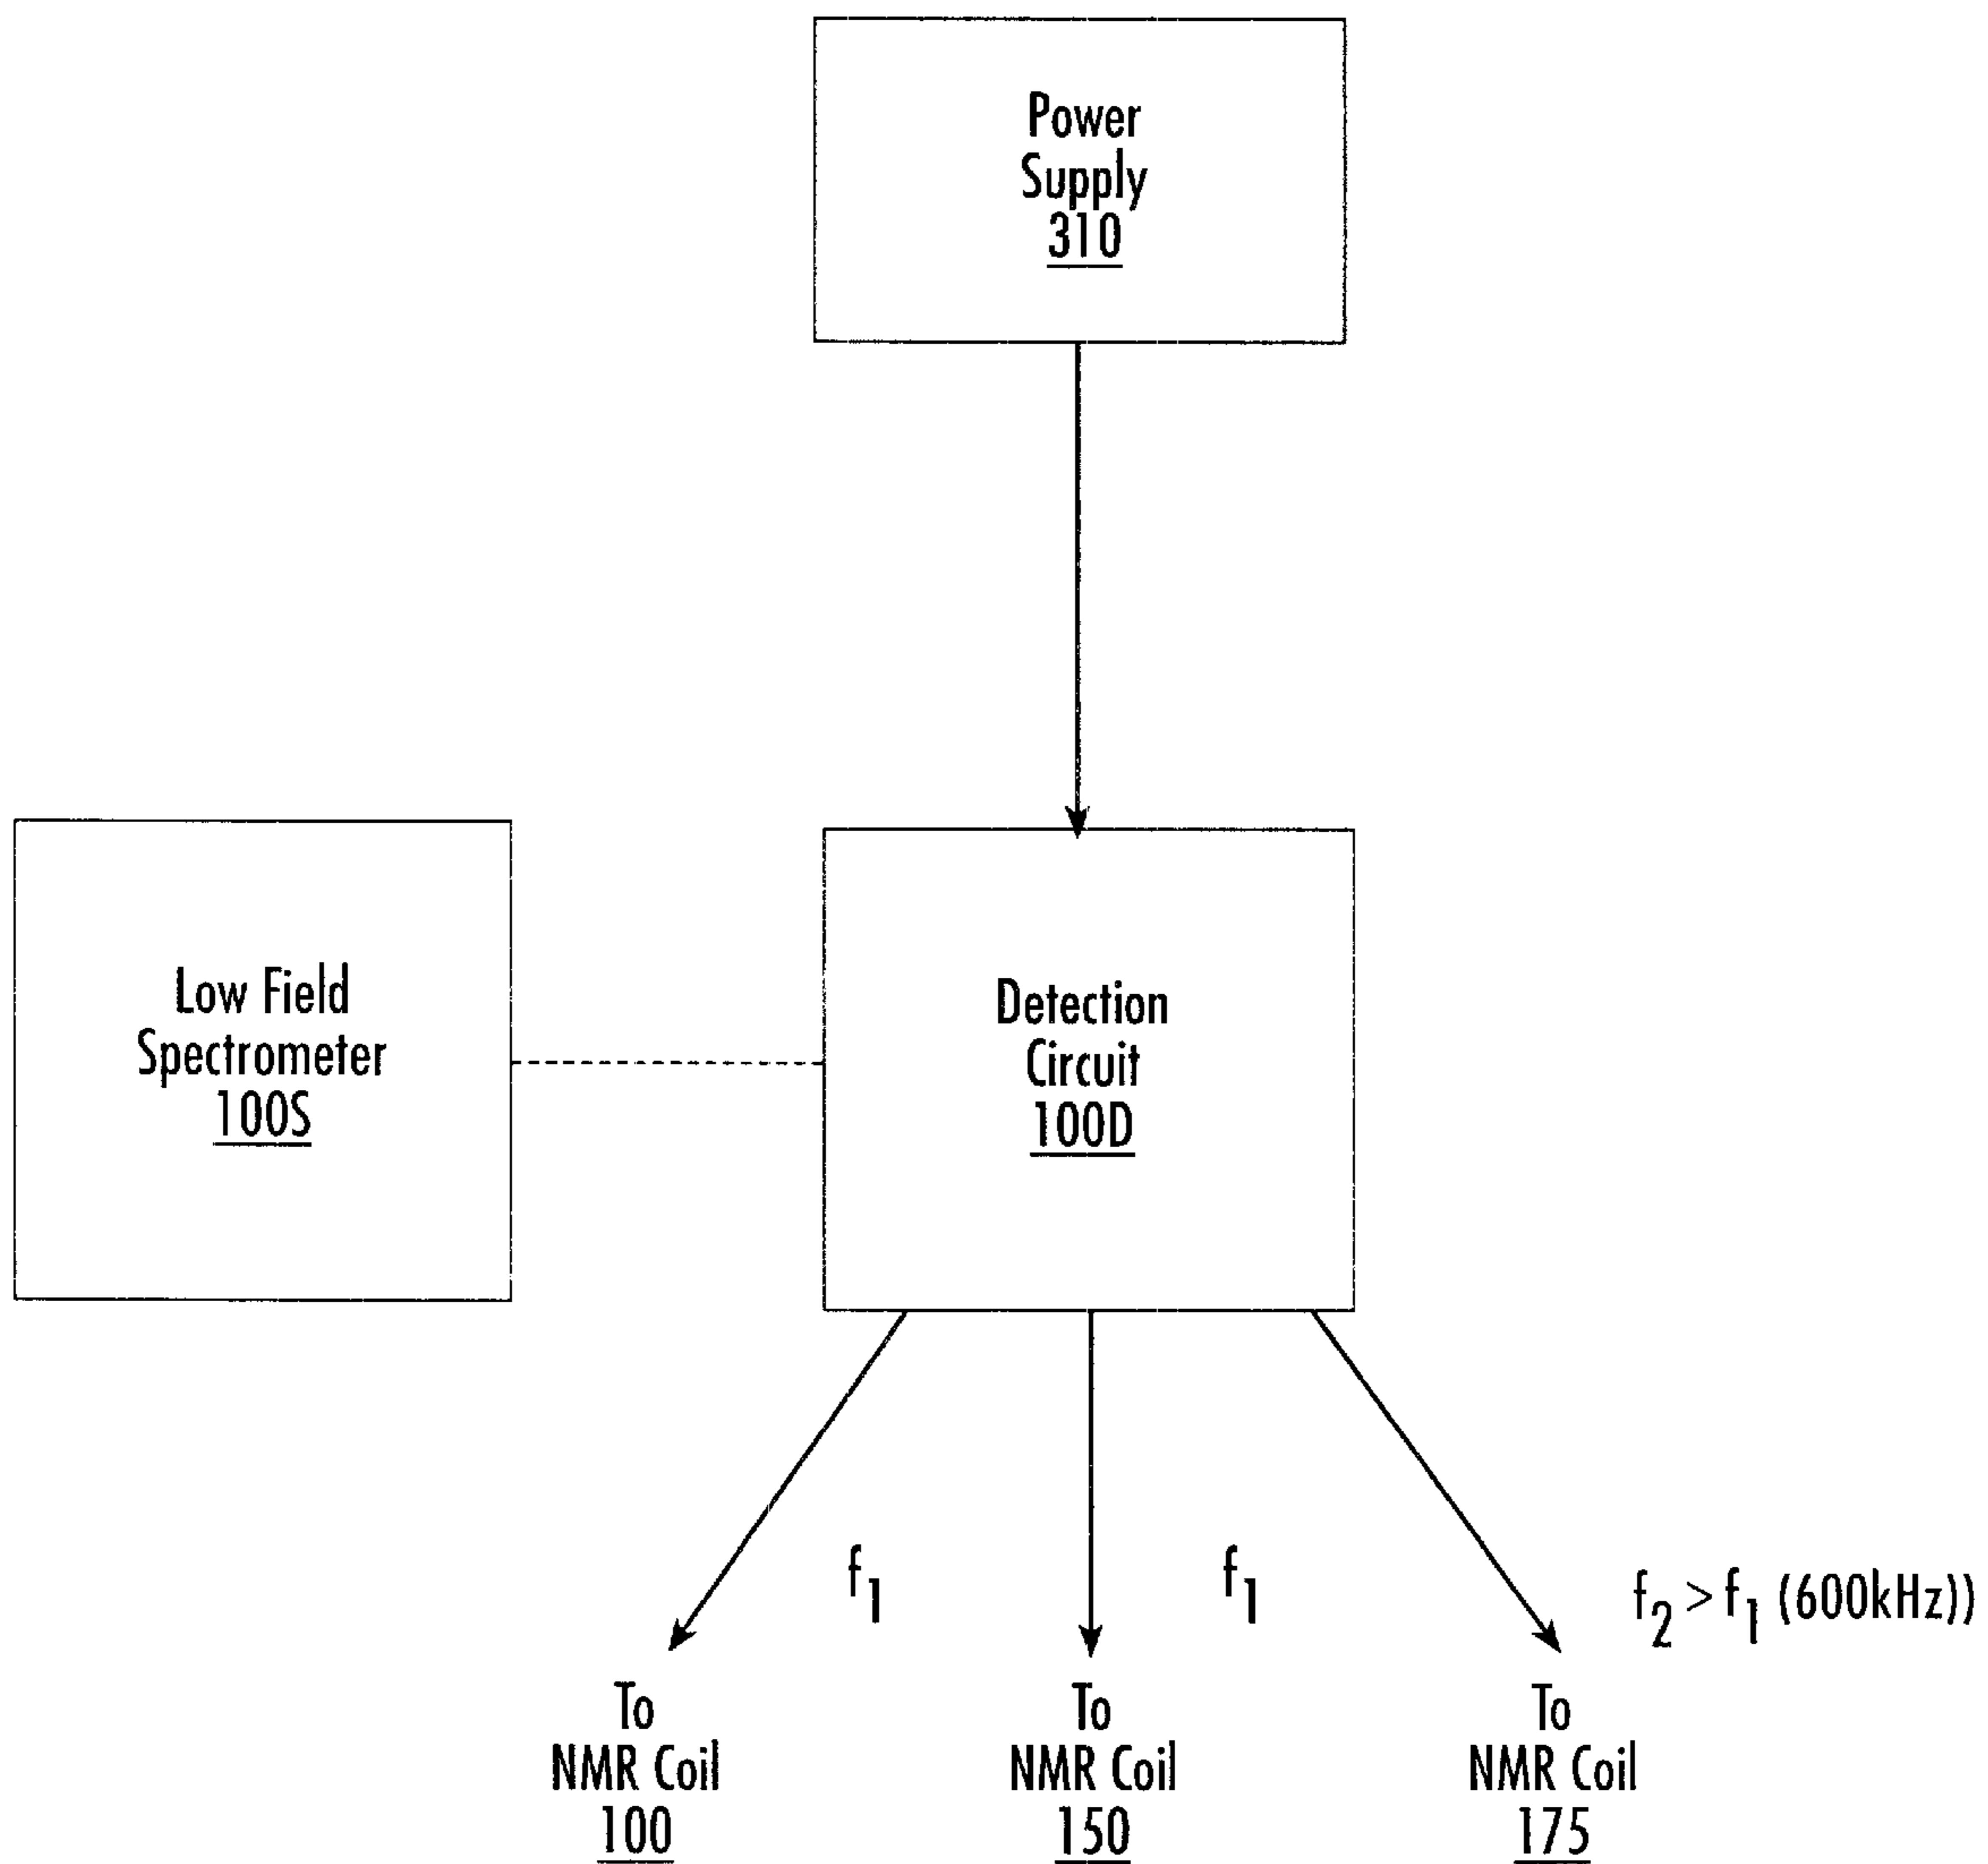 Power
Supply
310
Low Field
Spectrometer
100S
Detection
Circuit
100D
f1
f1
f2 > f1 (600kHz))
To
NMR Coil
100
To
NMR Coil
150
To
NMR Coil
175